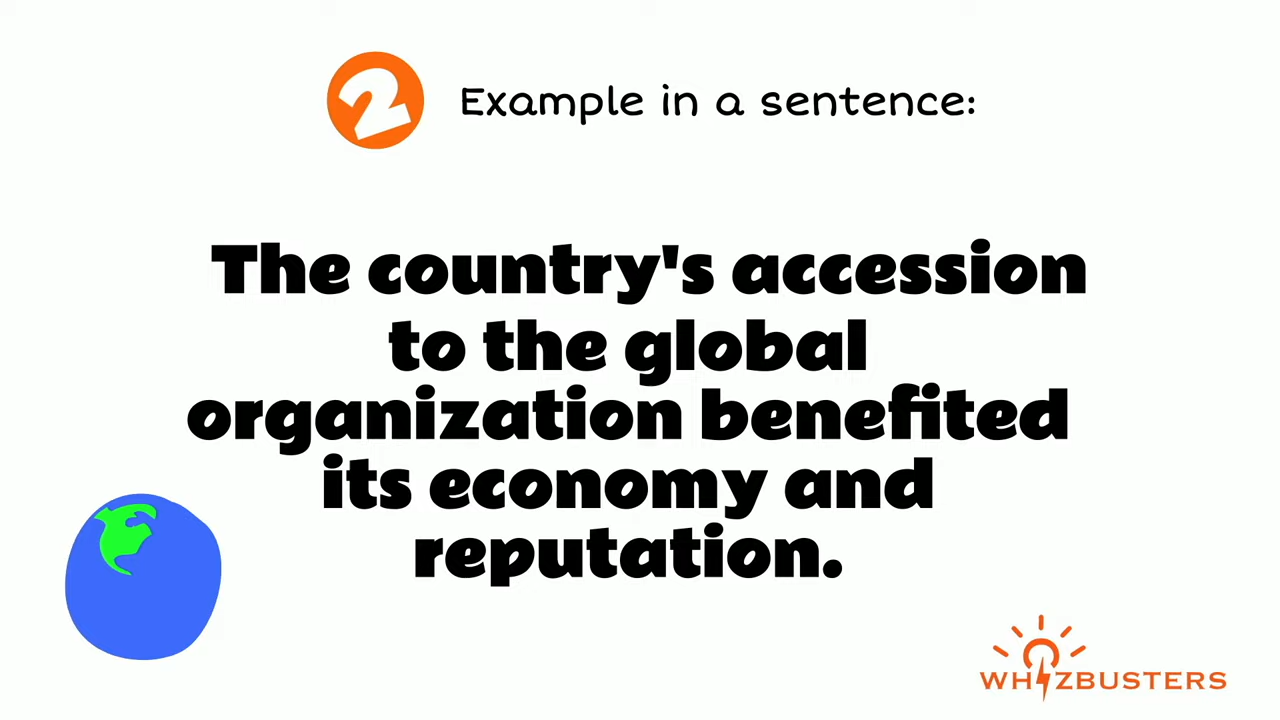 2 Example in a sentence:
The country's accession
to the global
organization benefited
its economy and
reputation.
WHIZBUSTERS